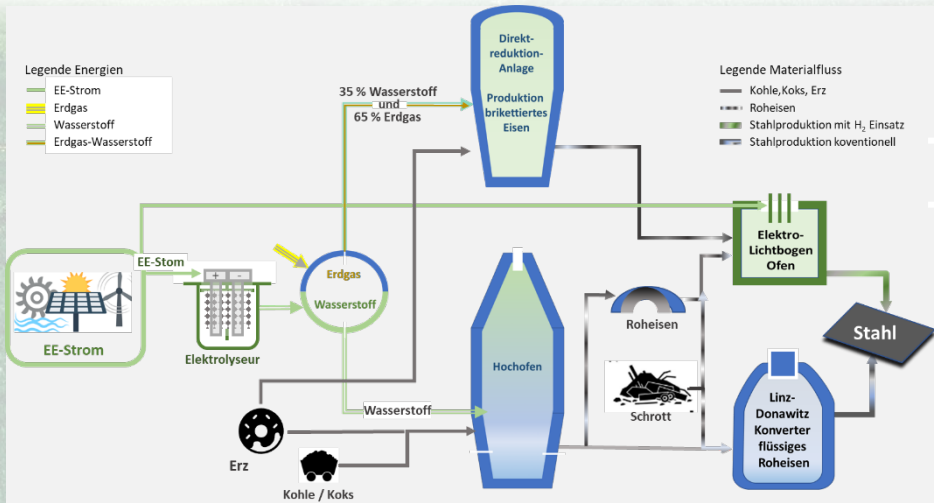 Legende Energien
EE-Strom
Erdgas
Wasserstoff
Erdgas-Wasserstoff
35 % Wasserstoff
und
65 % Erdgas
Direkt-
reduktion-
Anlage
Produktion
brikettiertes
Eisen
Legende Materialfluss
Kohle,Koks, Erz
Roheisen
Stahlproduktion mit H₂ Einsatz
Stahlproduktion koventionell
EE-Strom
EE-Stom
+ -
Elektrolyseur
Erdgas
Wasserstoff
Wasserstoff
Erz
Kohle / Koks
Hochofen
Roheisen
Schrott
Elektro-
Lichtbogen
Ofen
Linz-
Donawitz
Konverter
flüssiges
Roheisen
Stahl